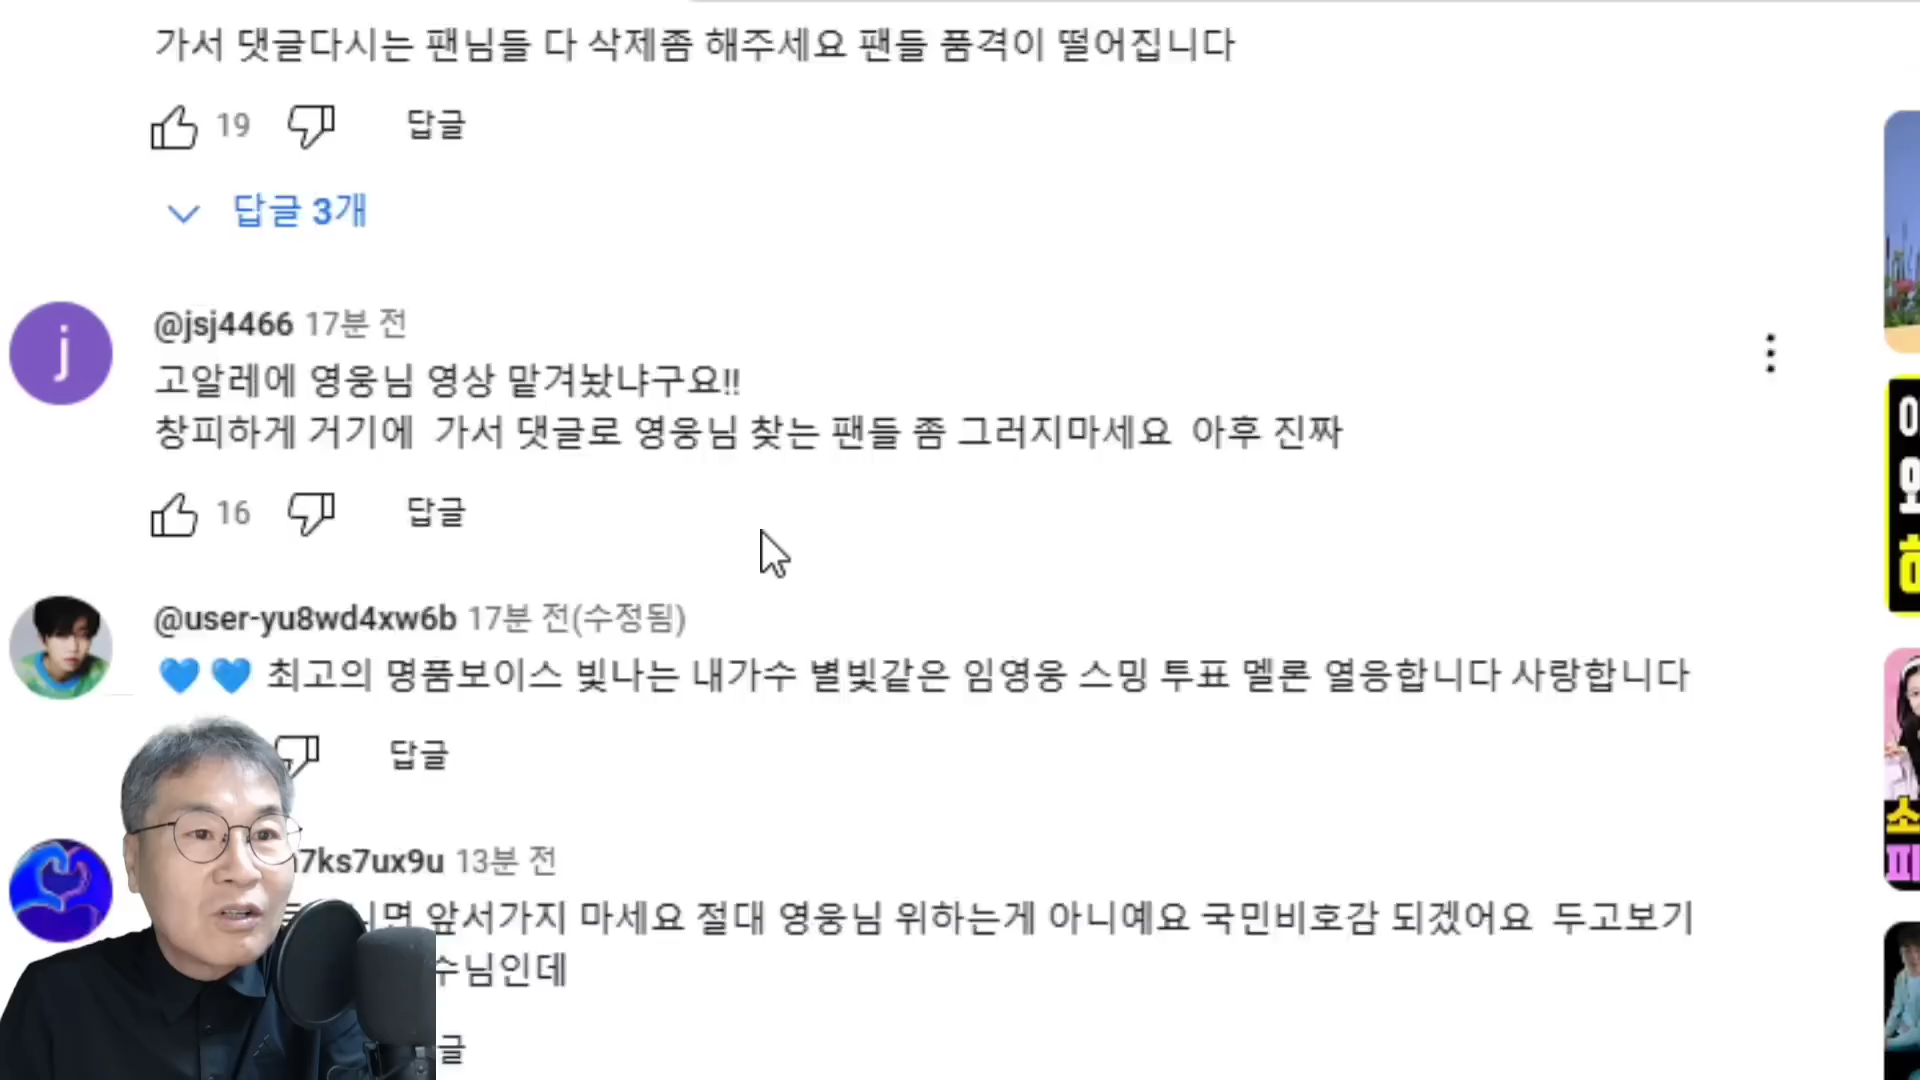 가서 댓글다시는 팬님들 다 삭제좀 해주세요 팬들 품격이 떨어집니다
19 답글
답글 3개
@jsj4466 17분 전
고알레에 영웅님 영상 맡겨놨냐구요!!
창피하게 거기에 가서 댓글로 영웅님 찾는 팬들 좀 그러지마세요 아후 진짜
16 답글
@user-yu8wd4xw6b 17분 전(수정됨)
💙💙 최고의 명품보이스 빛나는 내가수 별빛같은 임영웅 스밍 투표 멜론 열응합니다 사랑합니다
답글
7ks7ux9u 13분 전
앞서가지 마세요 절대 영웅님 위하는게 아니예요 국민비호감 되겠어요 두고보기
수님인데
글